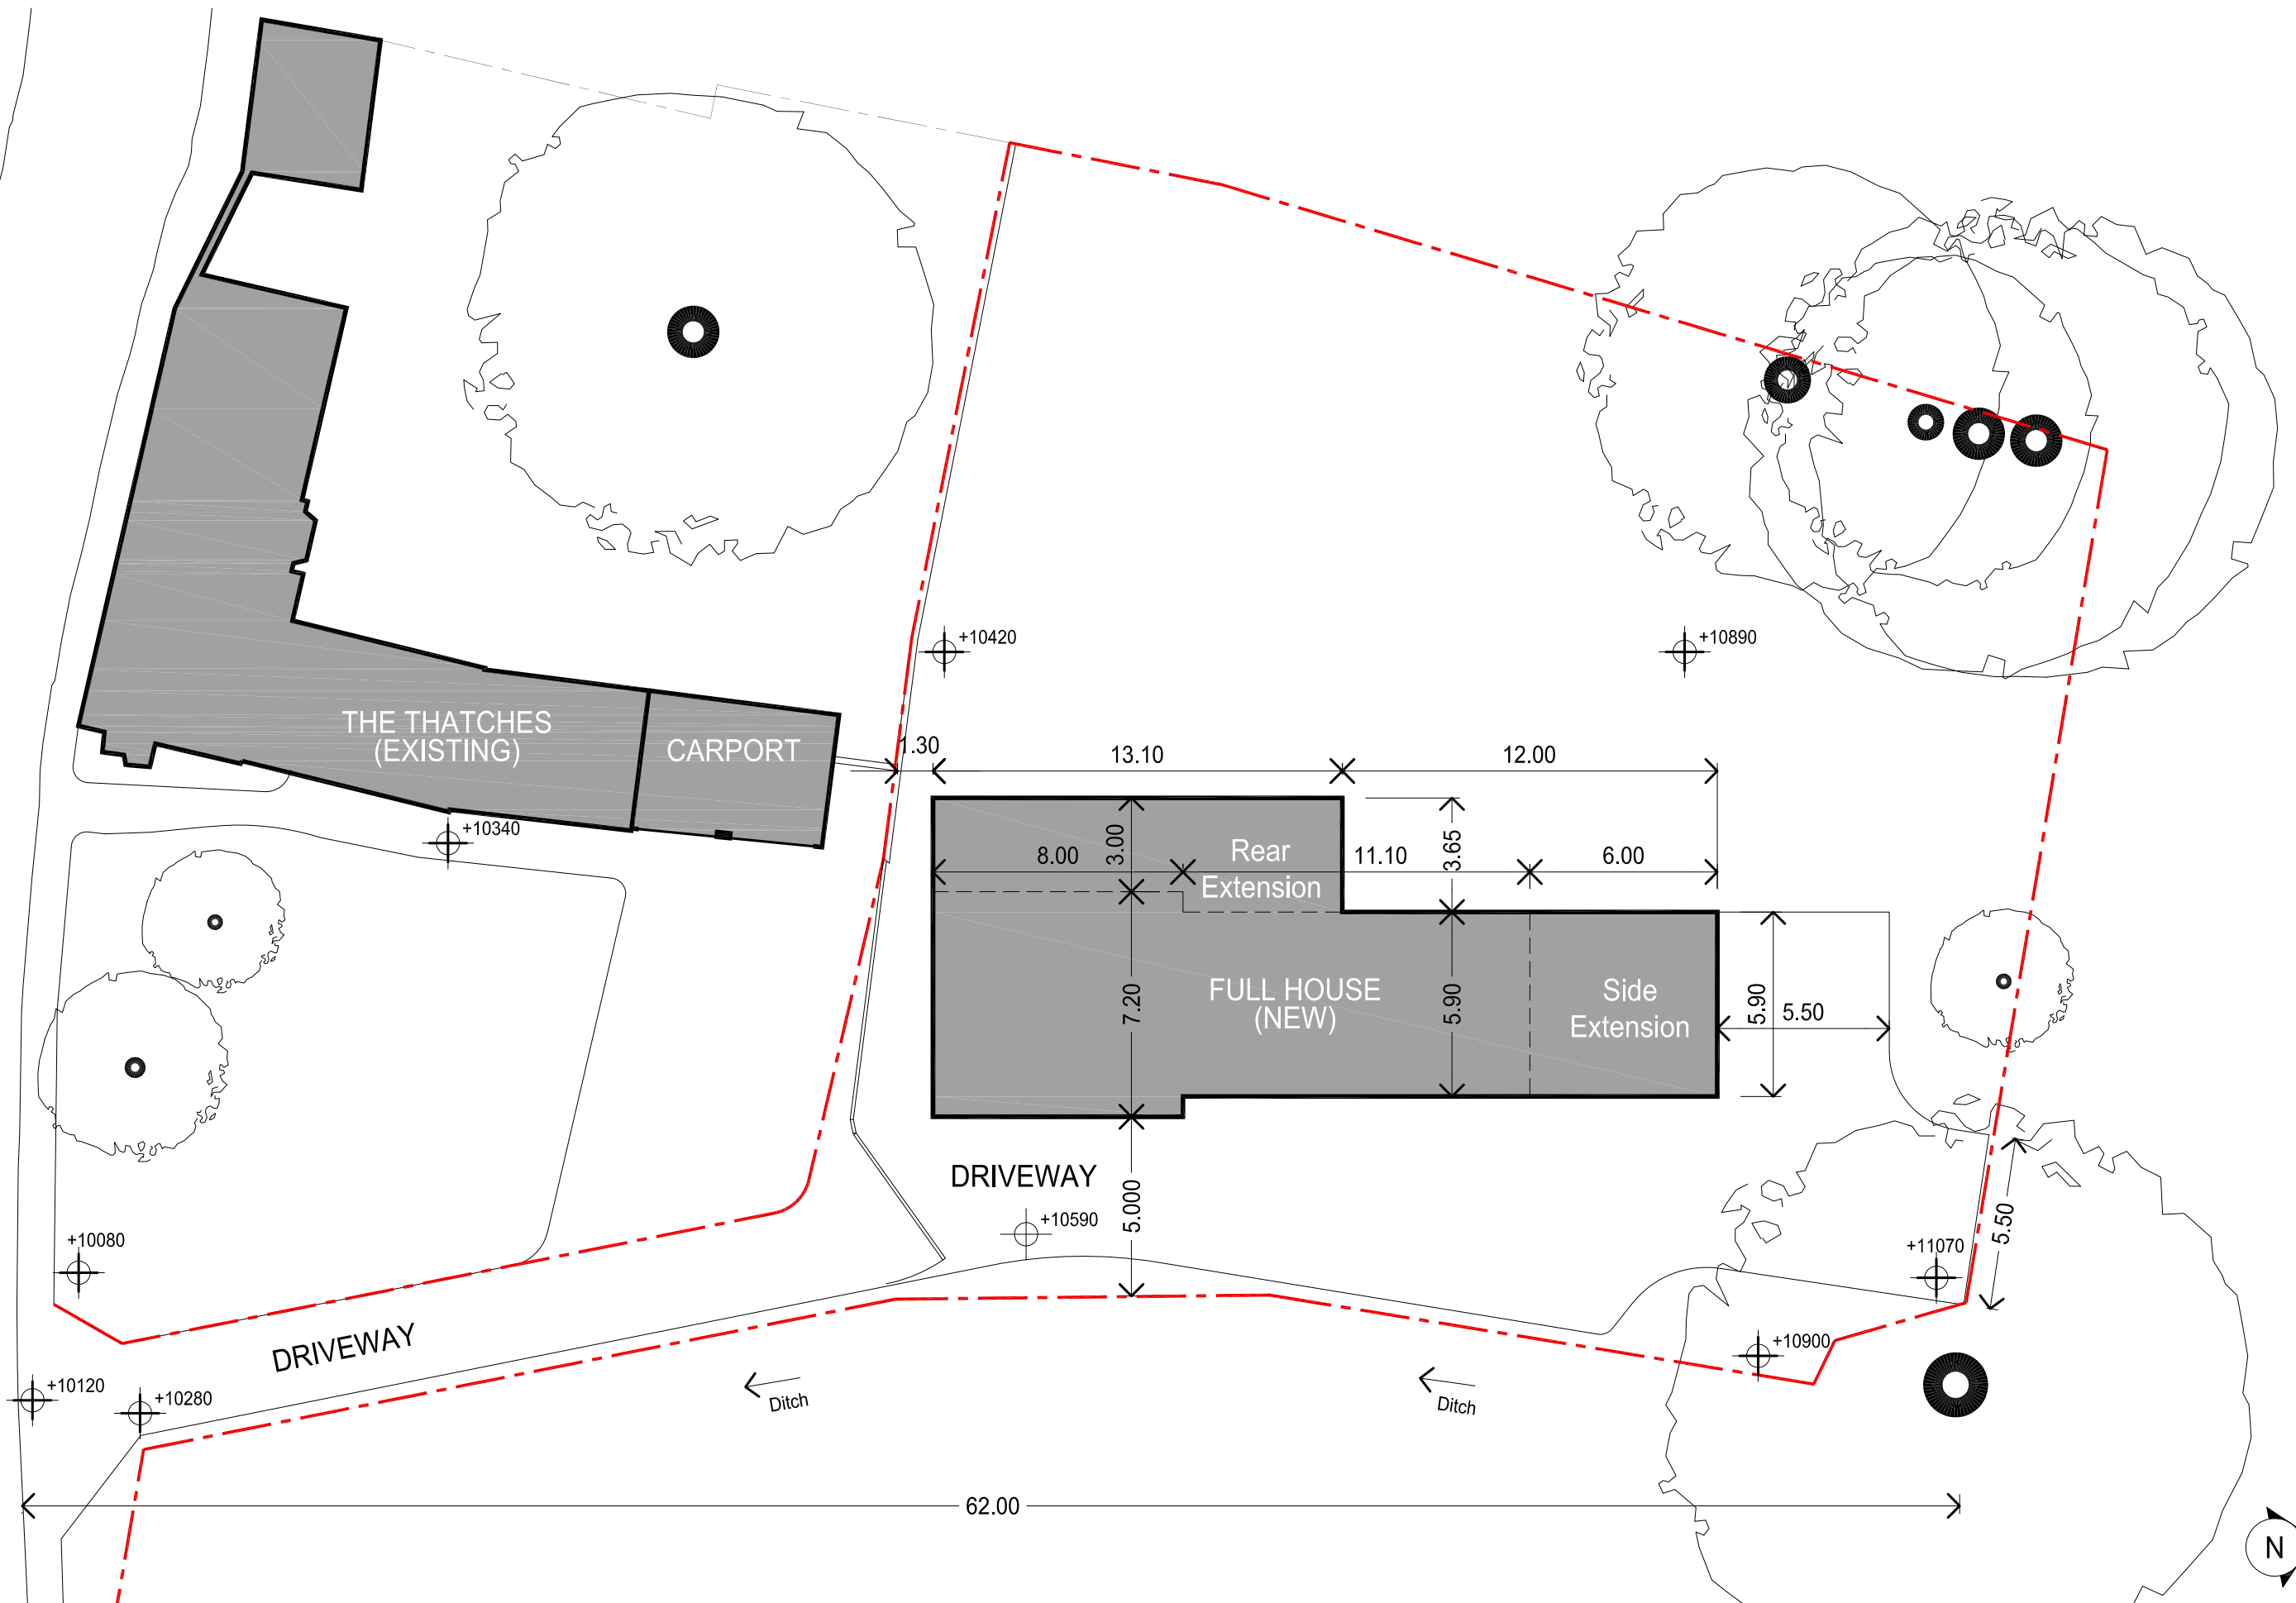 +10420
+10890
THE THATCHES
(EXISTING)
CARPORT
1.30
13.10
12.00
+10340
3.00
Rear
Extension
8.00
11.10
3.65
6.00
7.20
FULL HOUSE
(NEW)
5.90
Side
Extension
5.90
5.50
DRIVEWAY
5.000
+10590
5.50
+10080
+11070
DRIVEWAY
+10900
+10120
+10280
Ditch
Ditch
62.00
N